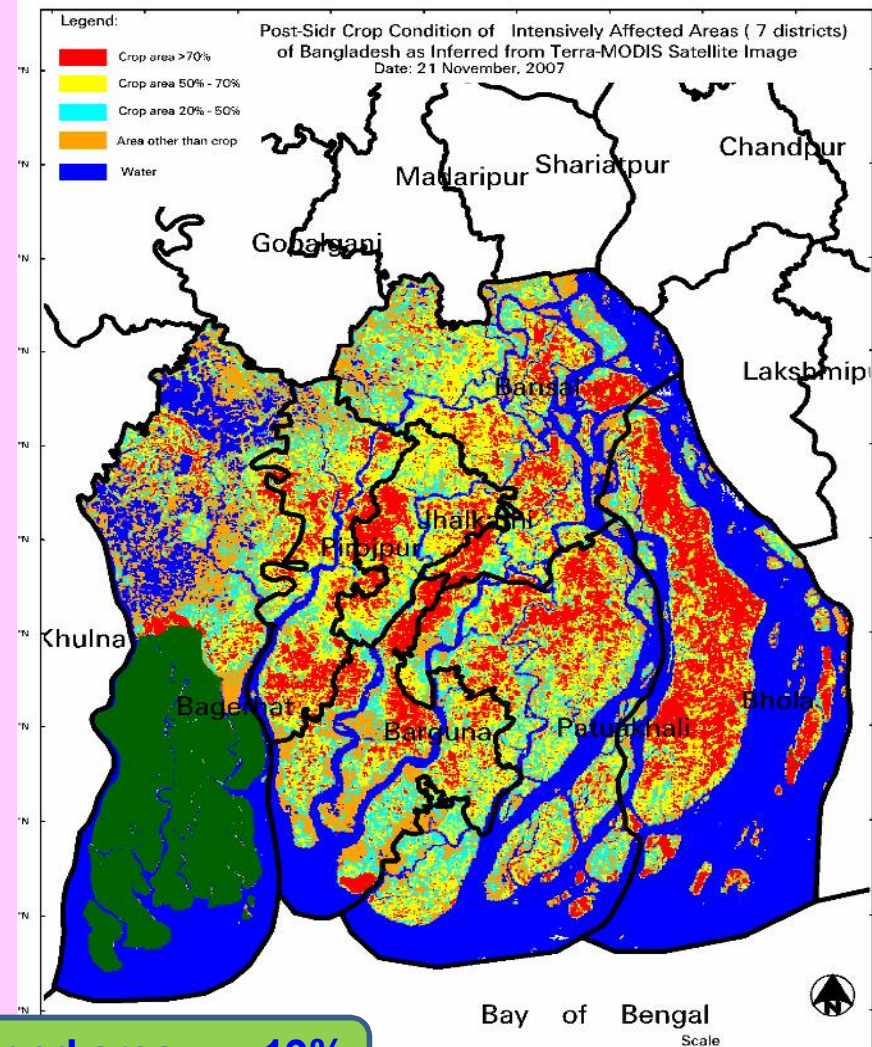 Legend:
Crop area >70%
Crop area 50% - 70%
Crop area 20% - 50%
Area other than crop
Water
Post-Sidr Crop Condition of Intensively Affected Areas ( 7 districts)
of Bangladesh as Inferred from Terra-MODIS Satellite Image
Date: 21 November, 2007
Chandpur
Shariatpur
Madaripur
Gopalganj
Lakshmipu
Barisal
Jhalkathi
Pirojpur
Khulna
Bagerhat
Bhola
Patuakhali
Barguna
Bay of Bengal
N
Scale
°N
°N
°N
°N
°N
°N
°N
°N
°N
°N
°N